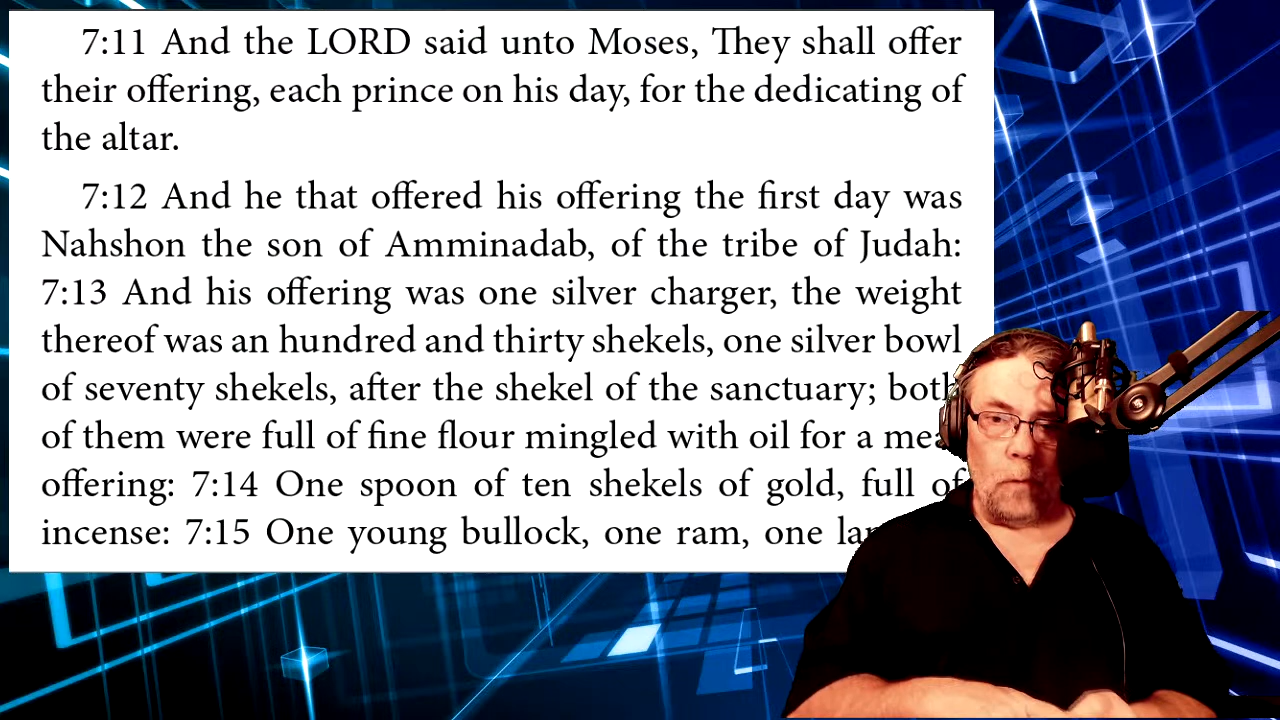 7:11 And the LORD said unto Moses, They shall offer
their offering, each prince on his day, for the dedicating of
the altar.
7:12 And he that offered his offering the first day was
Nahshon the son of Amminadab, of the tribe of Judah:
7:13 And his offering was one silver charger, the weight
thereof was an hundred and thirty shekels, one silver bowl
of seventy shekels, after the shekel of the sanctuary; both
of them were full of fine flour mingled with oil for a
offering: 7:14 One spoon of ten shekels of gold, full of
incense: 7:15 One young bullock, one ram, one